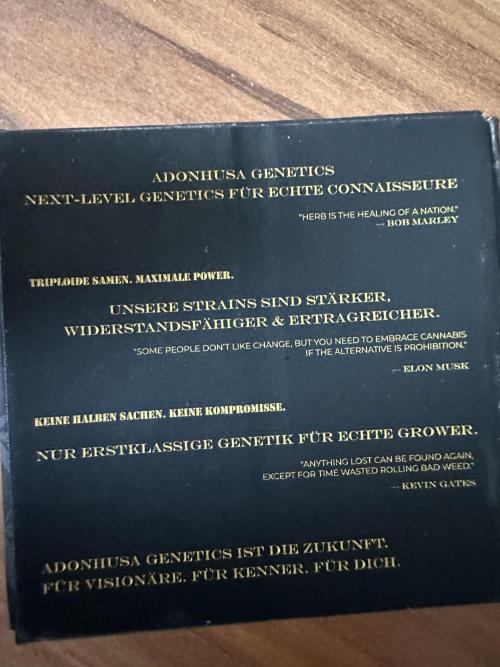 ADONHUSA GENETICS
NEXT-LEVEL GENETICS FÜR ECHTE CONNAISSEURE
"HERB IS THE HEALING OF A NATION."
— BOB MARLEY
TRIPLOIDE SAMEN. MAXIMALE POWER.
UNSERE STRAINS SIND STÄRKER,
WIDERSTANDSFÄHIGER & ERTRAGREICHER.
"SOME PEOPLE DON'T LIKE CHANGE, BUT YOU NEED TO EMBRACE CANNABIS
IF THE ALTERNATIVE IS PROHIBITION."
— ELON MUSK
KEINE HALBEN SACHEN. KEINE KOMPROMISSE.
NUR ERSTKLASSIGE GENETIK FÜR ECHTE GROWER.
"ANYTHING LOST CAN BE FOUND AGAIN,
EXCEPT FOR TIME WASTED ROLLING BAD WEED."
— KEVIN GATES
ADONHUSA GENETICS IST DIE ZUKUNFT.
FÜR VISIONÄRE. FÜR KENNER. FÜR DICH.